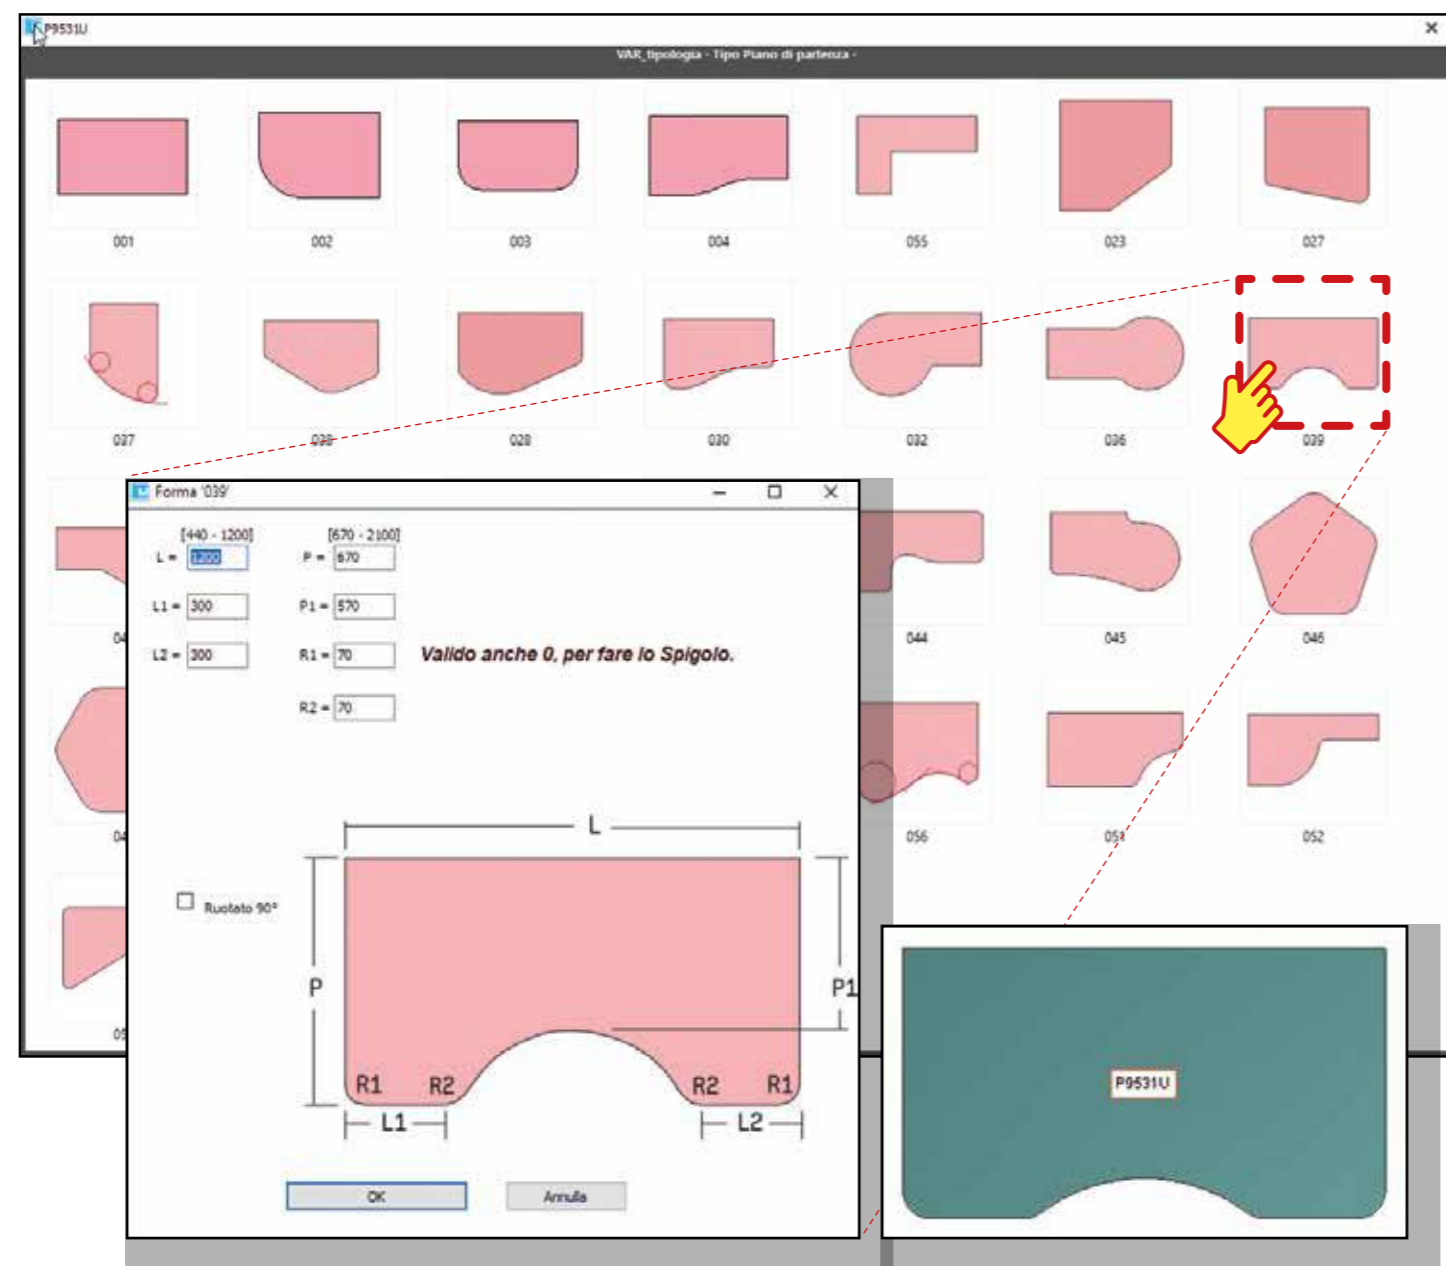 P9531U
VAR_tipologia - Tipo Piano di partenza -
001 002 003 004 055 023 027
037 038 028 030 032 036 039
Forma '039'
[440 - 1200] [670 - 2100]
L = 1200 P = 670
L1 = 300 P1 = 570
L2 = 300 R1 = 70 Valido anche 0, per fare lo Spigolo.
R2 = 70
044 045 046
056 051 052
Ruotato 90°
L
P
P1
R1 R2 R2 R1
L1 L2
OK Annulla
P9531U